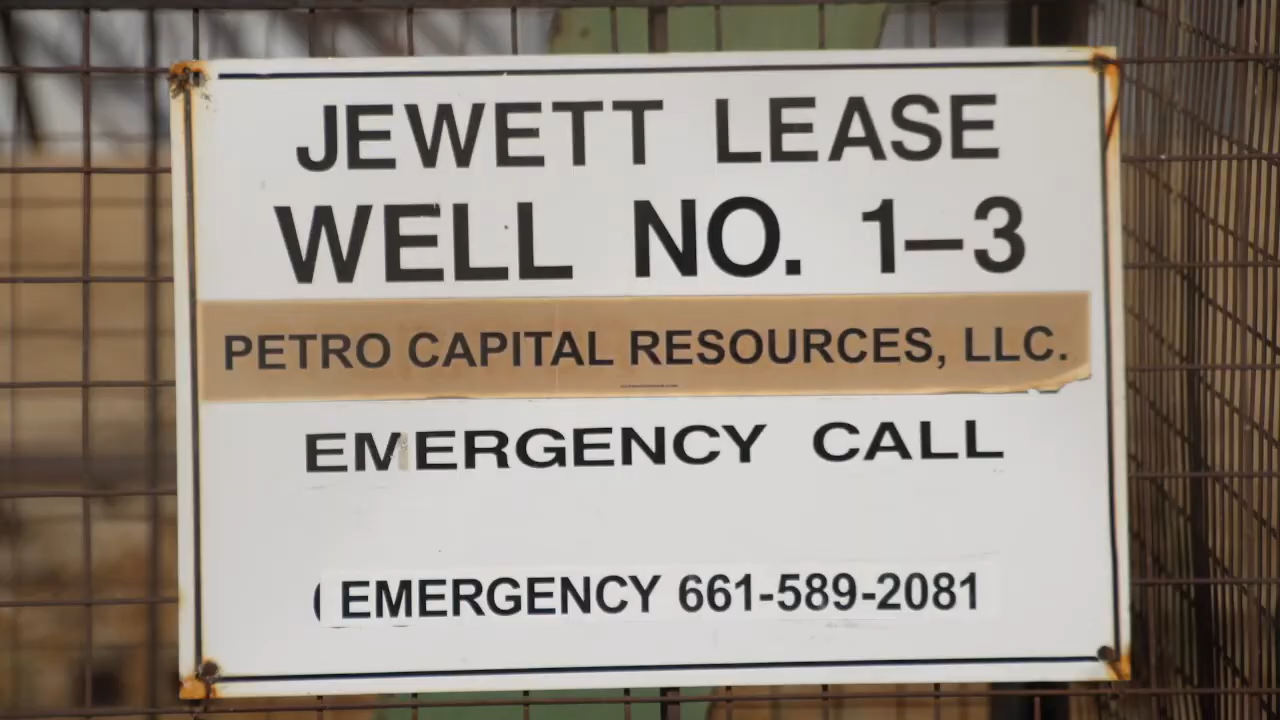 JEWETT LEASE
WELL NO. 1-3
PETRO CAPITAL RESOURCES, LLC.
EMERGENCY CALL
( EMERGENCY 661-589-2081